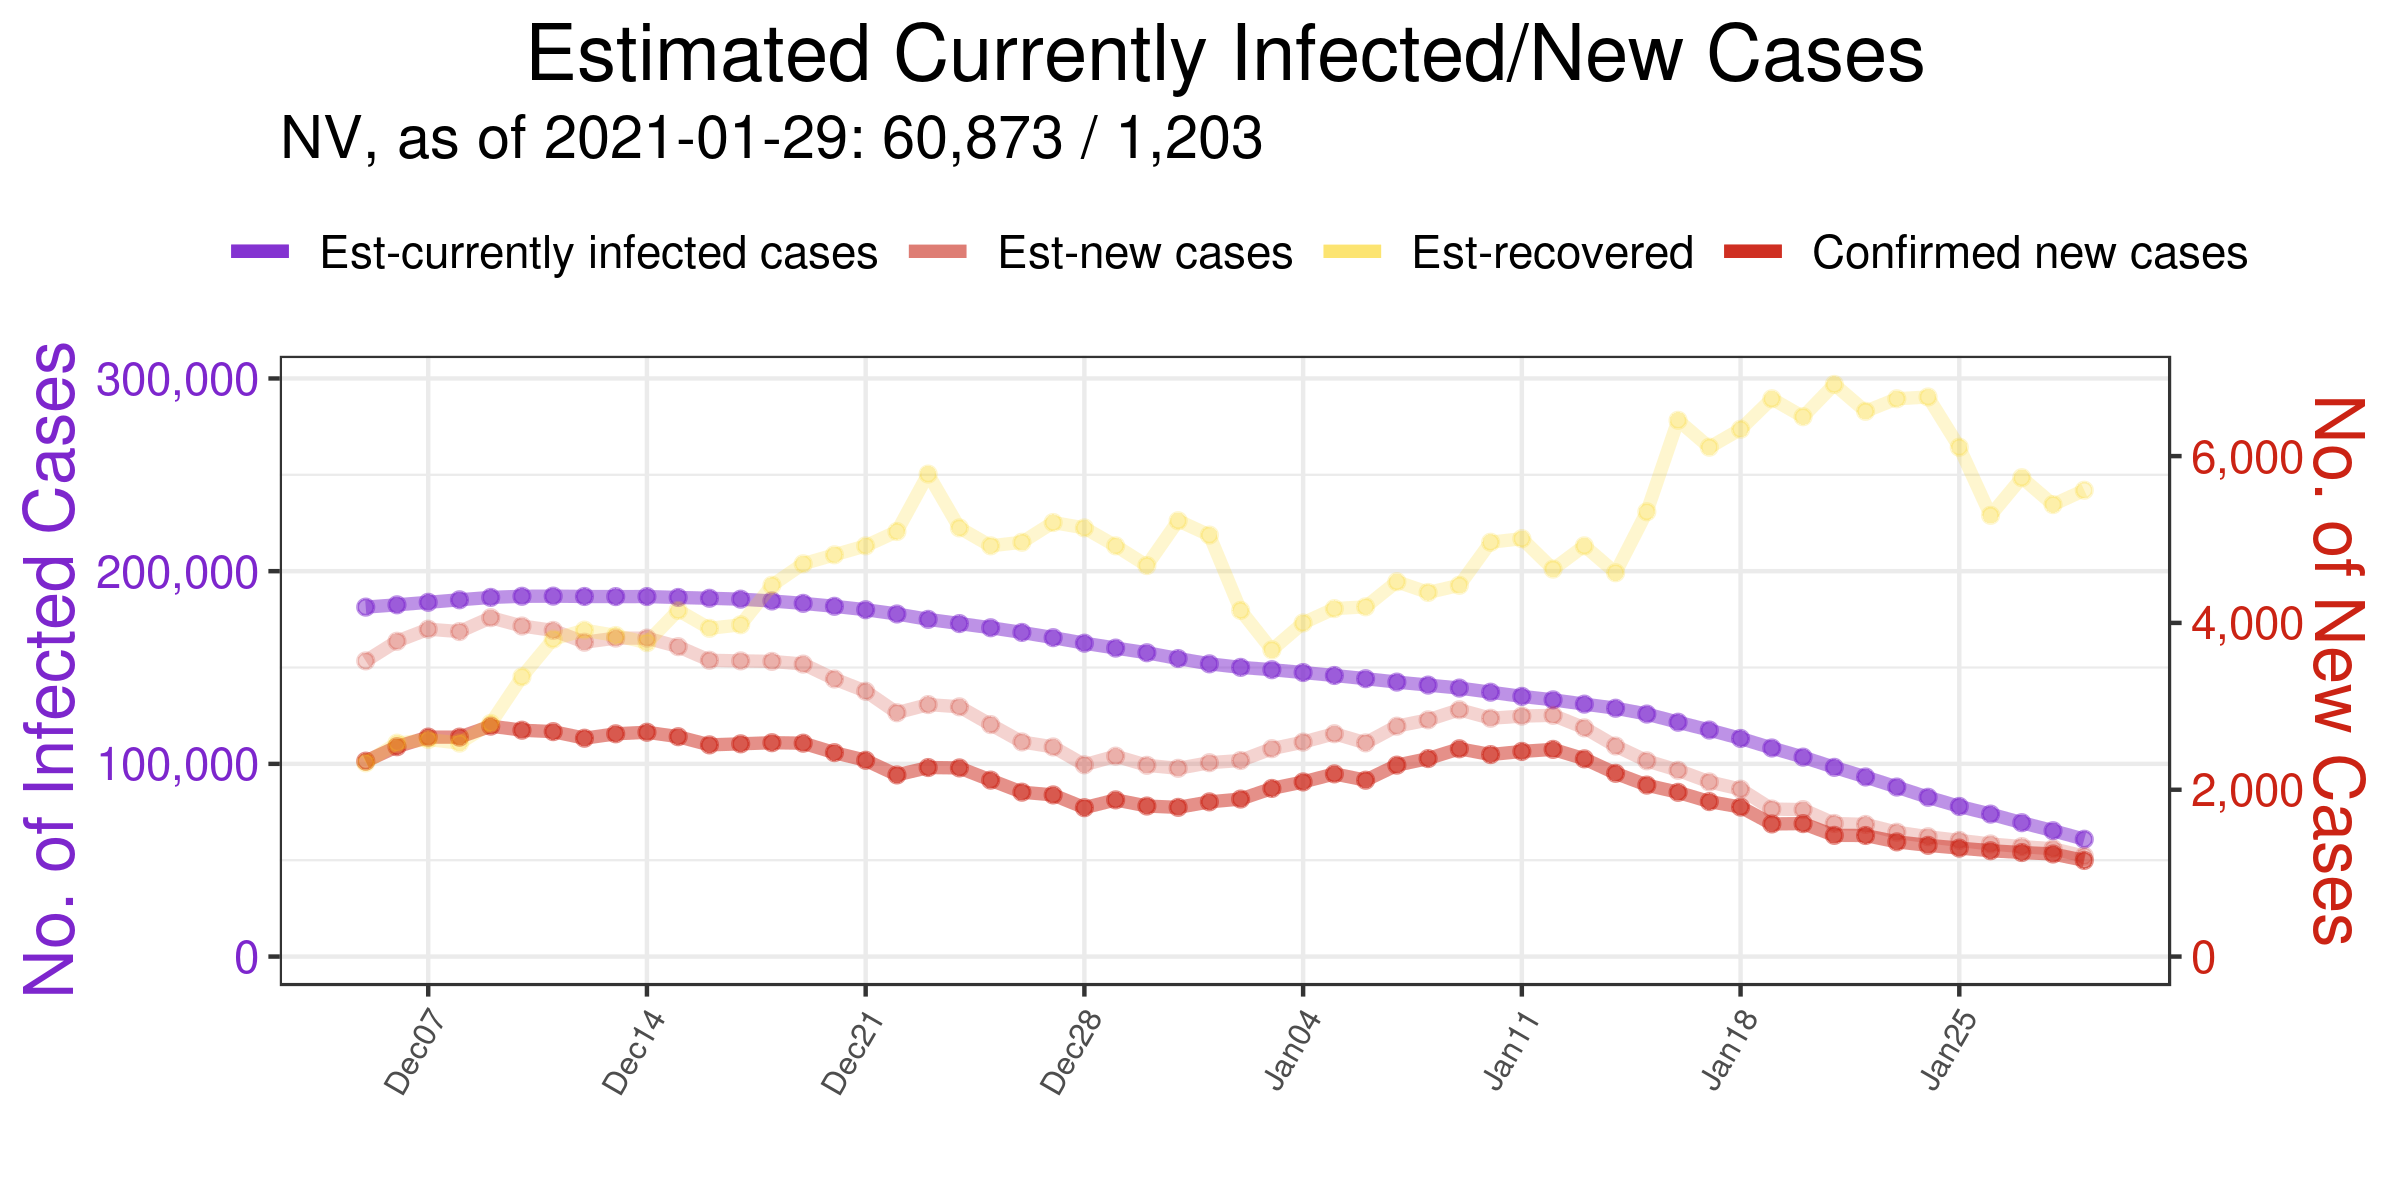 Estimated Currently Infected/New Cases
NV, as of 2021-01-29: 60,873 / 1,203
Est-currently infected cases Est-new cases Est-recovered Confirmed new cases
No. of Infected Cases
300,000
200,000
100,000
0
No. of New Cases
6,000
4,000
2,000
0
Dec07 Dec14 Dec21 Dec28 Jan04 Jan11 Jan18 Jan25